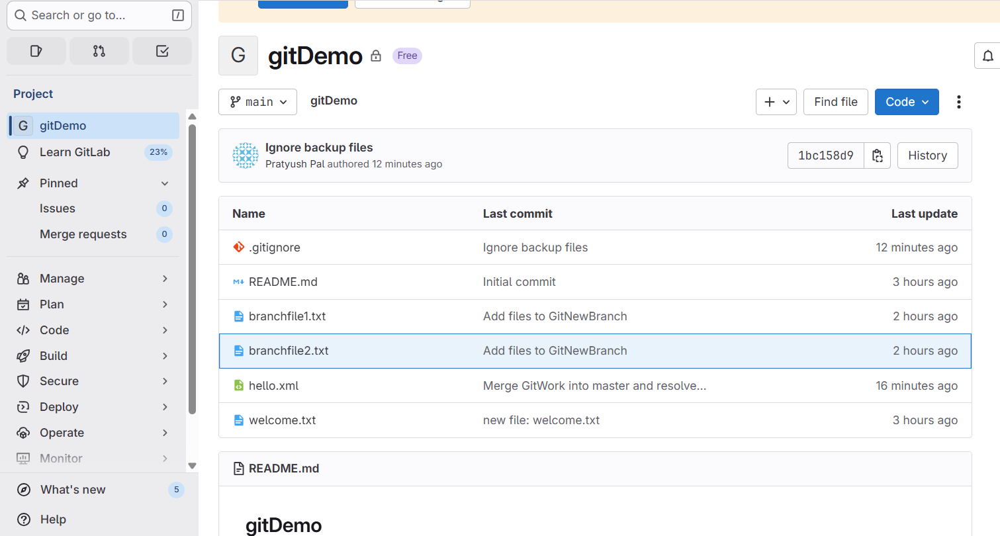 Search or go to... /
Project
G gitDemo
Learn GitLab 23%
Pinned
Issues 0
Merge requests 0
Manage
Plan
Code
Build
Secure
Deploy
Operate
Monitor
What's new 5
Help
G gitDemo Free
main gitDemo
Find file Code
Ignore backup files
Pratyush Pal authored 12 minutes ago
1bc158d9 History
Name Last commit Last update
.gitignore Ignore backup files 12 minutes ago
README.md Initial commit 3 hours ago
branchfile1.txt Add files to GitNewBranch 2 hours ago
branchfile2.txt Add files to GitNewBranch 2 hours ago
hello.xml Merge GitWork into master and resolve... 16 minutes ago
welcome.txt new file: welcome.txt 3 hours ago
README.md
gitDemo